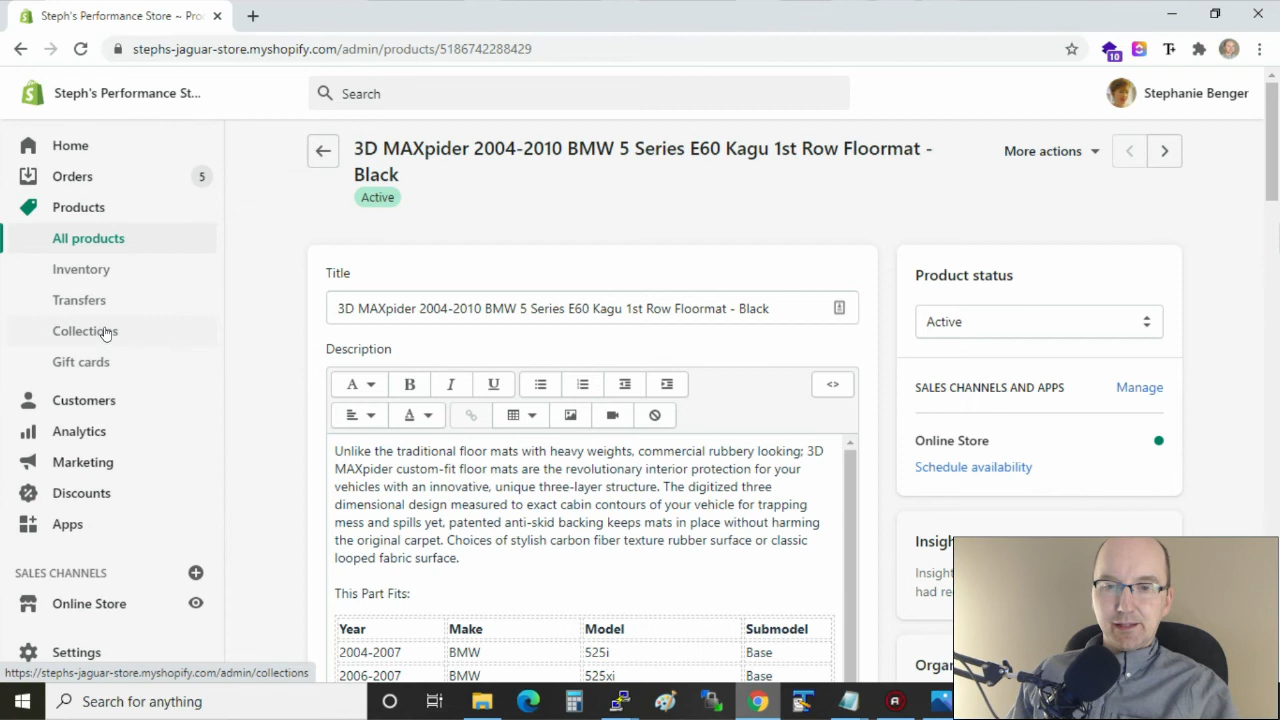 Steph's Performance Store ~ Pro
stephs-jaguar-store.myshopify.com/admin/products/5186742288429
10
Steph's Performance St...
Search
Stephanie Benger
Home
Orders
5
Products
All products
Inventory
Transfers
Collections
Gift cards
Customers
Analytics
Marketing
Discounts
Apps
SALES CHANNELS
Online Store
Settings
https://stephs-jaguar-store.myshopify.com/admin/collections
3D MAXpider 2004-2010 BMW 5 Series E60 Kagu 1st Row Floormat -
Black
Active
More actions
Title
3D MAXpider 2004-2010 BMW 5 Series E60 Kagu 1st Row Floormat - Black
Description
A
B
I
U
<>
A
Unlike the traditional floor mats with heavy weights, commercial rubbery looking; 3D
MAXpider custom-fit floor mats are the revolutionary interior protection for your
vehicles with an innovative, unique three-layer structure. The digitized three
dimensional design measured to exact cabin contours of your vehicle for trapping
mess and spills yet, patented anti-skid backing keeps mats in place without harming
the original carpet. Choices of stylish carbon fiber texture rubber surface or classic
looped fabric surface.
This Part Fits:
Year Make Model Submodel
2004-2007 BMW 525i Base
2006-2007 BMW 525xi Base
Product status
Active
SALES CHANNELS AND APPS
Manage
Online Store
Schedule availability
Insigh
Insight
had re
Orga
Search for anything